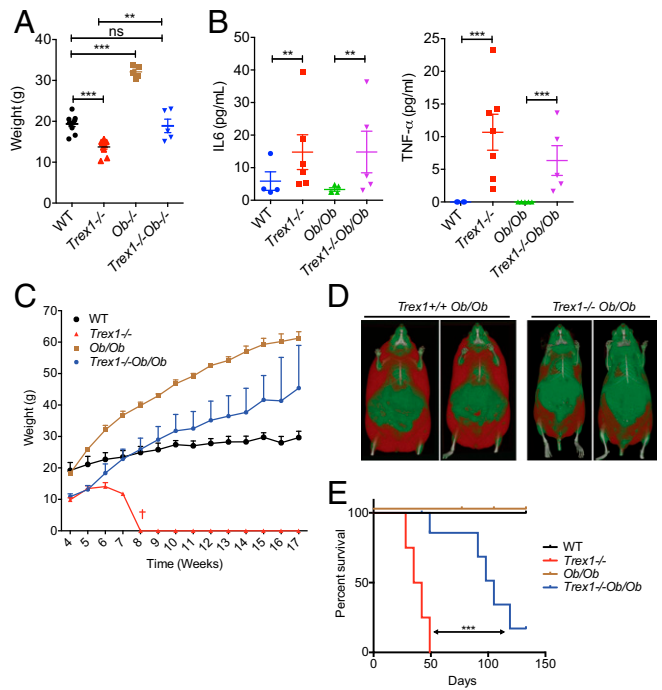 A
**
ns
***
***
Weight (g)
40
30
20
10
0
WT
Trex1-/-
Ob-/-
Trex1-/-Ob-/-
B
**
**
IL6 (pg/mL)
50
40
30
20
10
0
WT
Trex1-/-
Ob/Ob
Trex1-/-Ob/Ob
***
***
TNF-α (pg/ml)
25
20
15
10
5
0
WT
Trex1-/-
Ob/Ob
Trex1-/-Ob/Ob
C
WT
Trex1-/-
Ob/Ob
Trex1-/-Ob/Ob
Weight (g)
70
60
50
40
30
20
10
0
†
4 5 6 7 8 9 10 11 12 13 14 15 16 17
Time (Weeks)
D
Trex1+/+ Ob/Ob
Trex1-/- Ob/Ob
E
Percent survival
100
50
0
0 50 100 150
Days
***
WT
Trex1-/-
Ob/Ob
Trex1-/-Ob/Ob